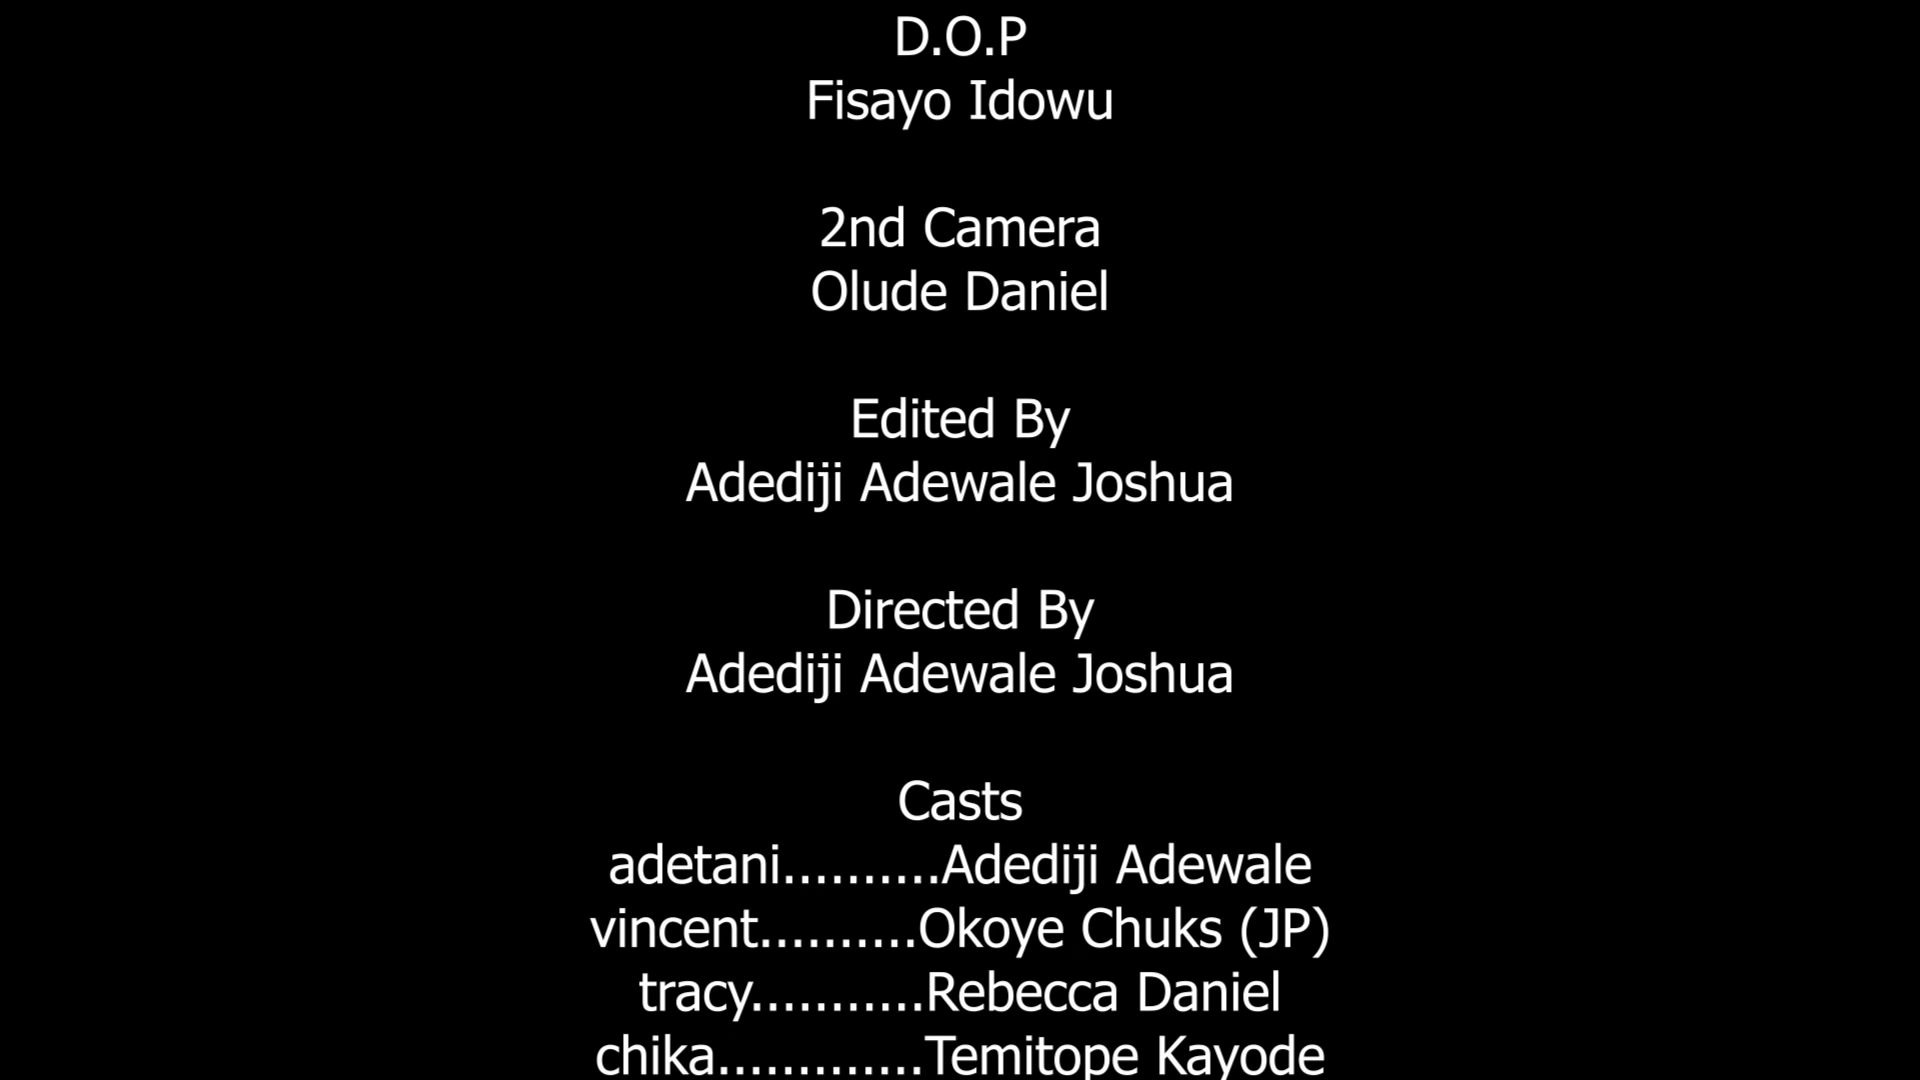 D.O.P
Fisayo Idowu
2nd Camera
Olude Daniel
Edited By
Adediji Adewale Joshua
Directed By
Adediji Adewale Joshua
Casts
adetani..........Adediji Adewale
vincent..........Okoye Chuks (JP)
tracy...........Rebecca Daniel
chika.............Temitope Kayode